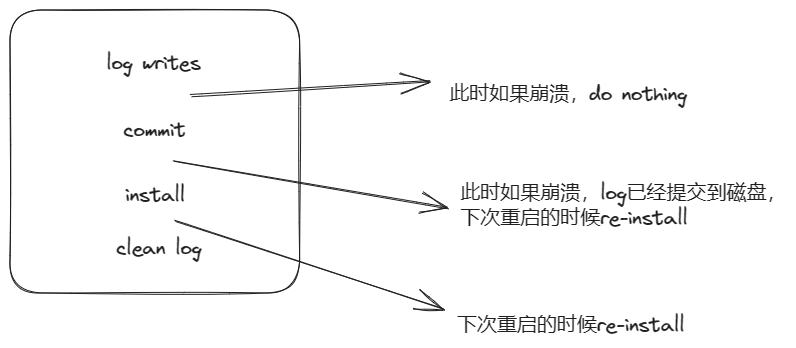 log writes
此时如果崩溃，do nothing
commit
此时如果崩溃，log已经提交到磁盘，
下次重启的时候re-install
install
clean log
下次重启的时候re-install